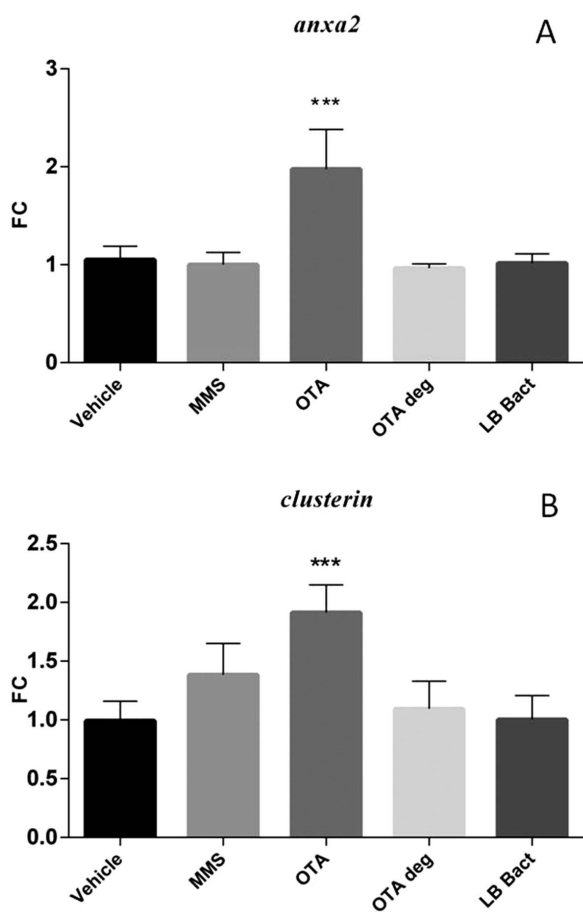 anxa2
A
3
***
2
FC
1
0
Vehicle
MMS
OTA
OTA deg
LB Bact
clusterin
B
2.5
***
2.0
1.5
FC
1.0
0.5
0.0
Vehicle
MMS
OTA
OTA deg
LB Bact